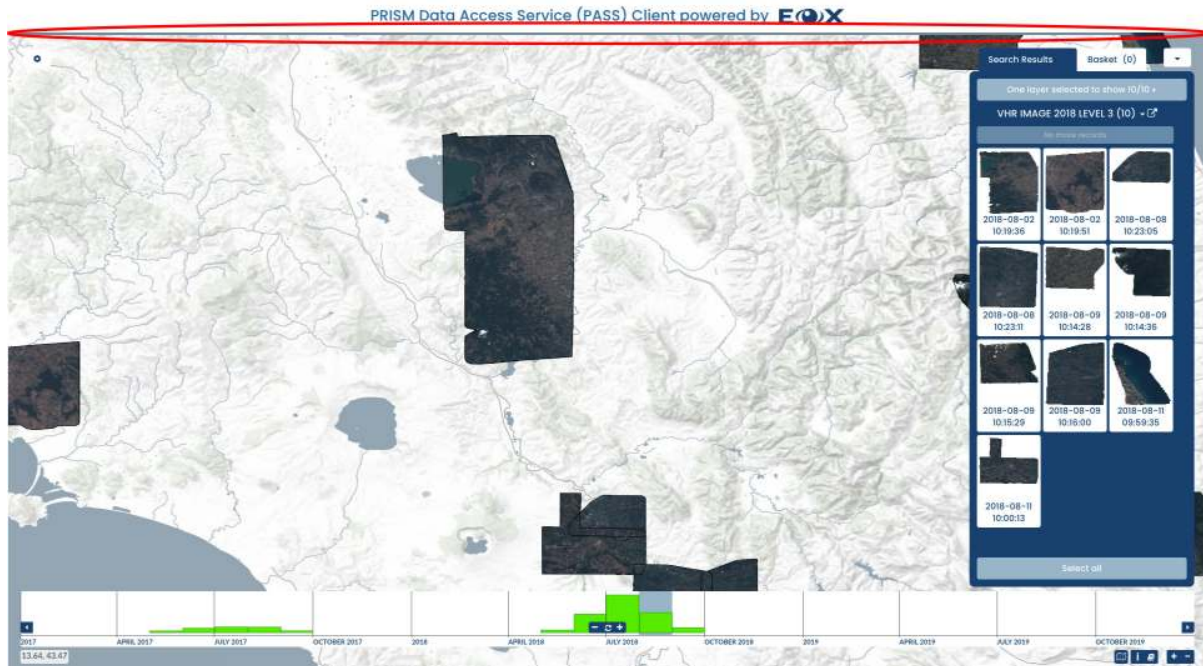 PRISM Data Access Service (PASS) Client powered by EOX
Search Results
Basket (0)
One layer selected to show 10/10
VHR IMAGE 2018 LEVEL 3 (10)
No more records
2018-08-02
10:19:36
2018-08-02
10:19:51
2018-08-08
10:23:05
2018-08-08
10:23:11
2018-08-09
10:14:28
2018-08-09
10:14:36
2018-08-09
10:15:29
2018-08-09
10:16:00
2018-08-11
09:59:35
2018-08-11
10:00:13
Select all
2017
APRIL 2017
JULY 2017
OCTOBER 2017
2018
APRIL 2018
JULY 2018
OCTOBER 2018
2019
APRIL 2019
JULY 2019
OCTOBER 2019
13.64, 43.47